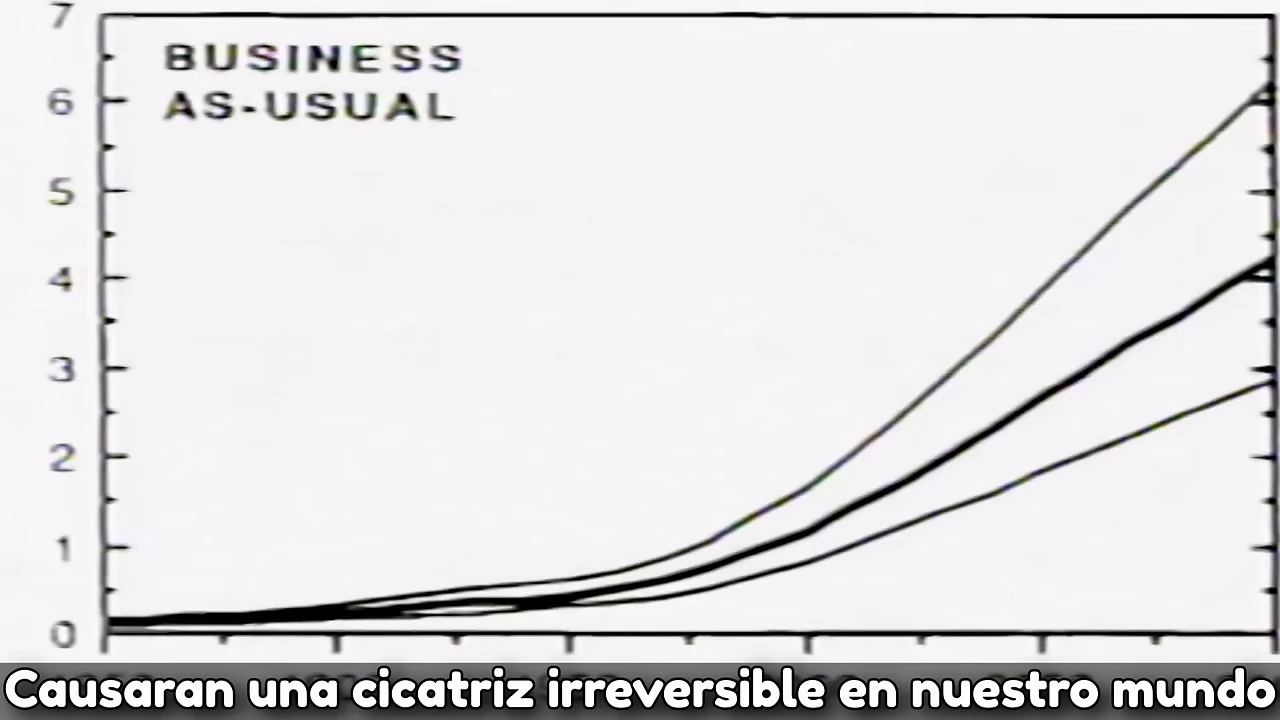 7
BUSINESS
AS-USUAL
6
5
4
3
2
1
0
Causaran una cicatriz irreversible en nuestro mundo